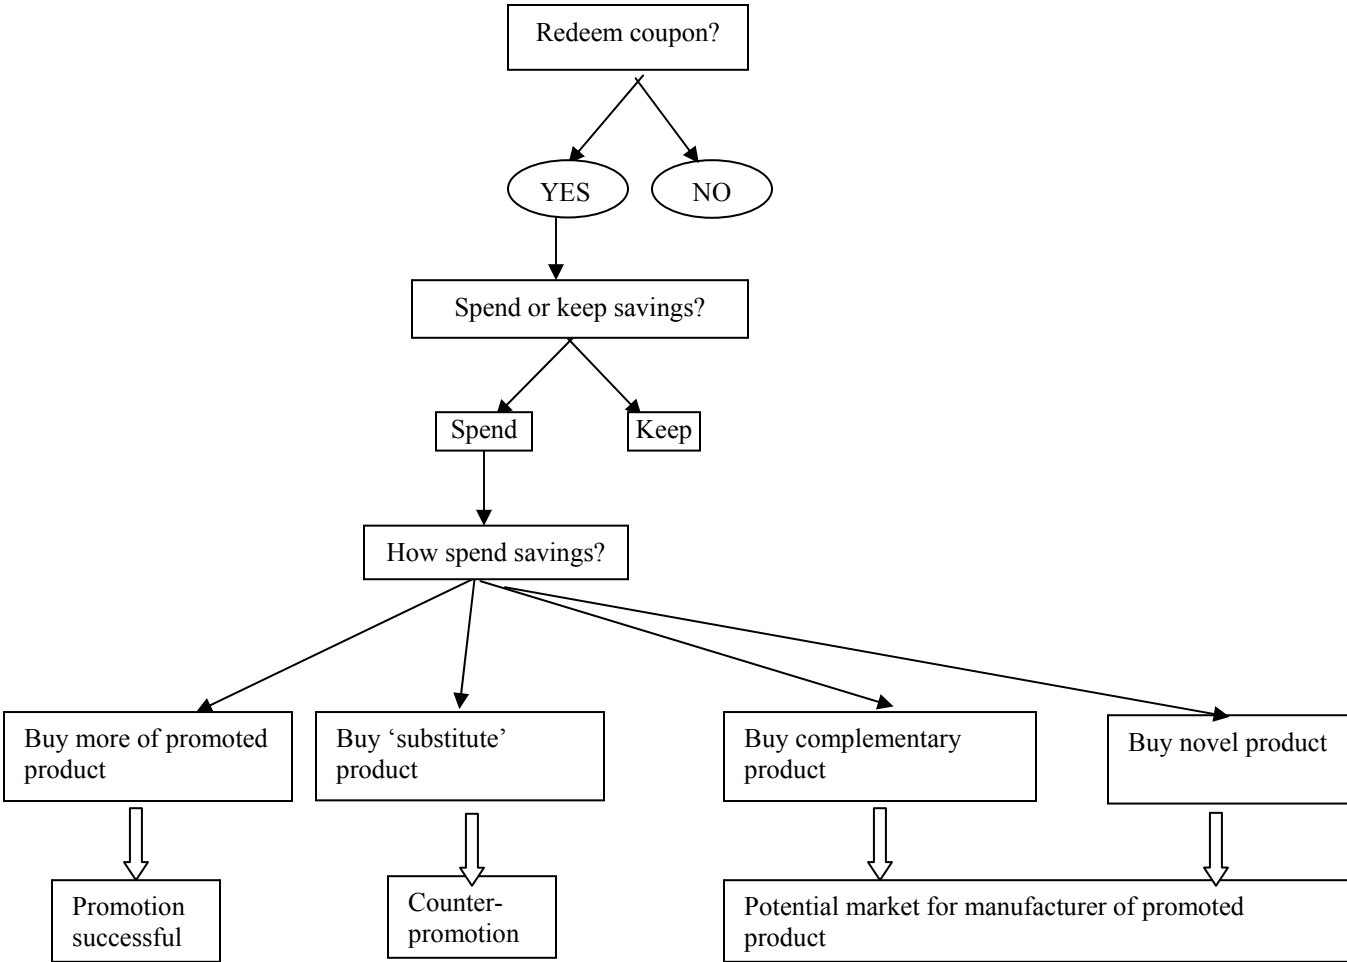 Redeem coupon?
YES
NO
Spend or keep savings?
Spend
Keep
How spend savings?
Buy more of promoted
product
Buy ‘substitute’
product
Buy complementary
product
Buy novel product
Promotion
successful
Counter-
promotion
Potential market for manufacturer of promoted
product